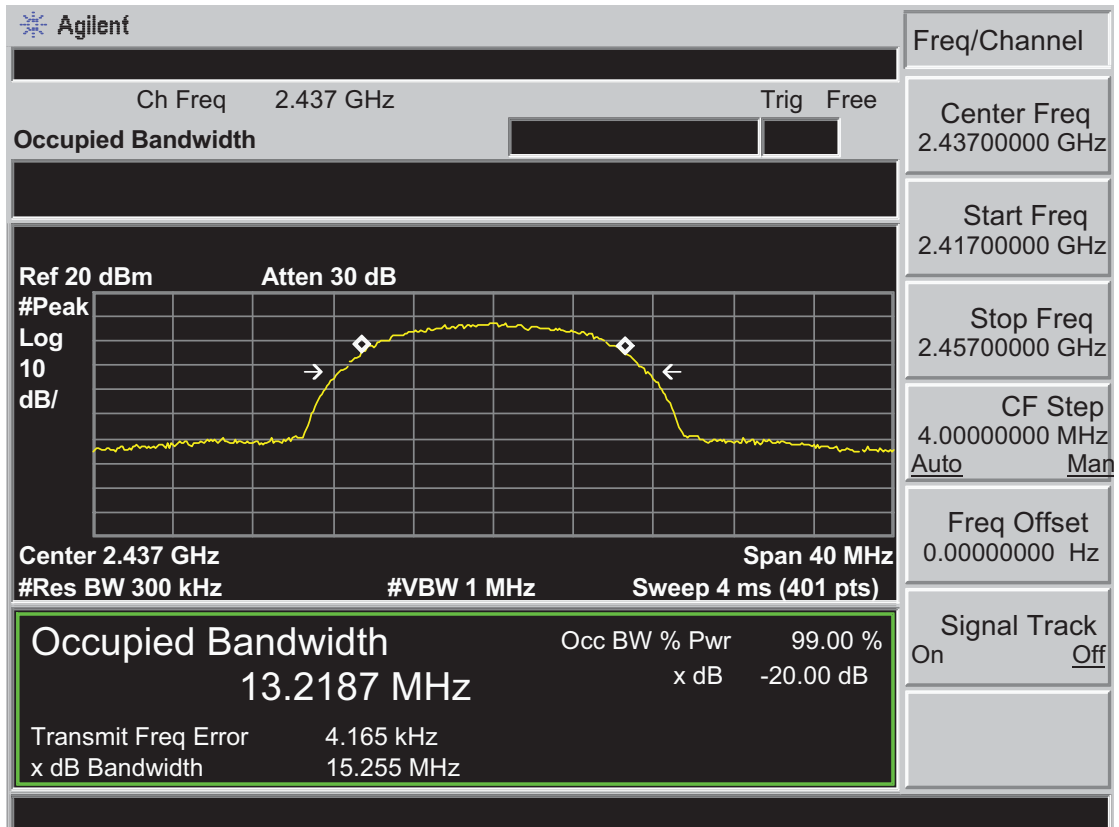 Agilent
Freq/Channel
Ch Freq 2.437 GHz Trig Free
Occupied Bandwidth
Center Freq
2.43700000 GHz
Start Freq
2.41700000 GHz
Stop Freq
2.45700000 GHz
CF Step
4.00000000 MHz
Auto Man
Freq Offset
0.00000000 Hz
Signal Track
On Off
Ref 20 dBm Atten 30 dB
#Peak
Log
10
dB/
Center 2.437 GHz Span 40 MHz
#Res BW 300 kHz #VBW 1 MHz Sweep 4 ms (401 pts)
Occupied Bandwidth
13.2187 MHz
Occ BW % Pwr 99.00 %
x dB -20.00 dB
Transmit Freq Error 4.165 kHz
x dB Bandwidth 15.255 MHz